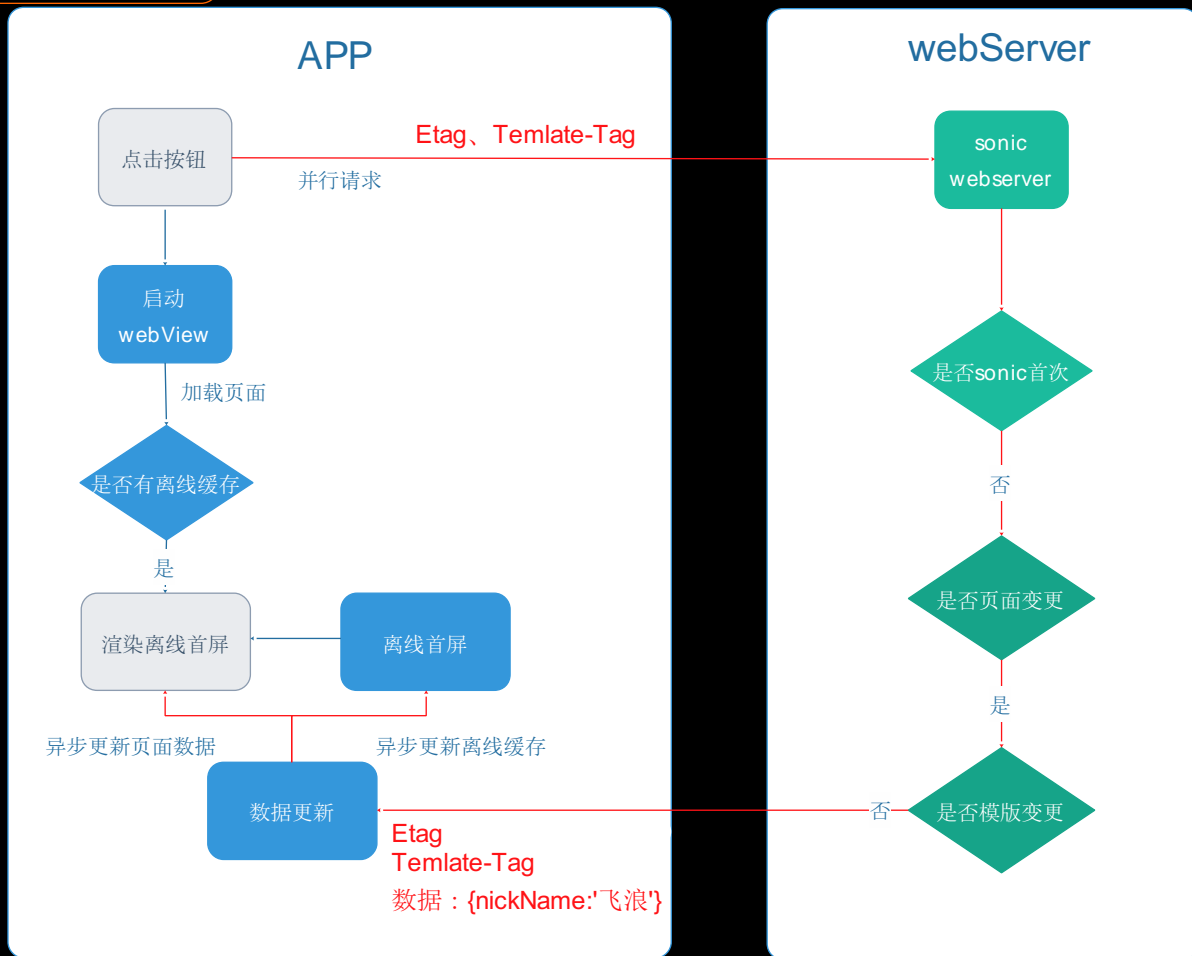 APP
webServer
点击按钮
Etag、Temlate-Tag
并行请求
sonic
webserver
启动
webView
加载页面
是否sonic首次
是否有离线缓存
否
是
是否页面变更
渲染离线首屏
离线首屏
是
异步更新页面数据
异步更新离线缓存
数据更新
否
是否模版变更
Etag
Temlate-Tag
数据：{nickName:'飞浪'}